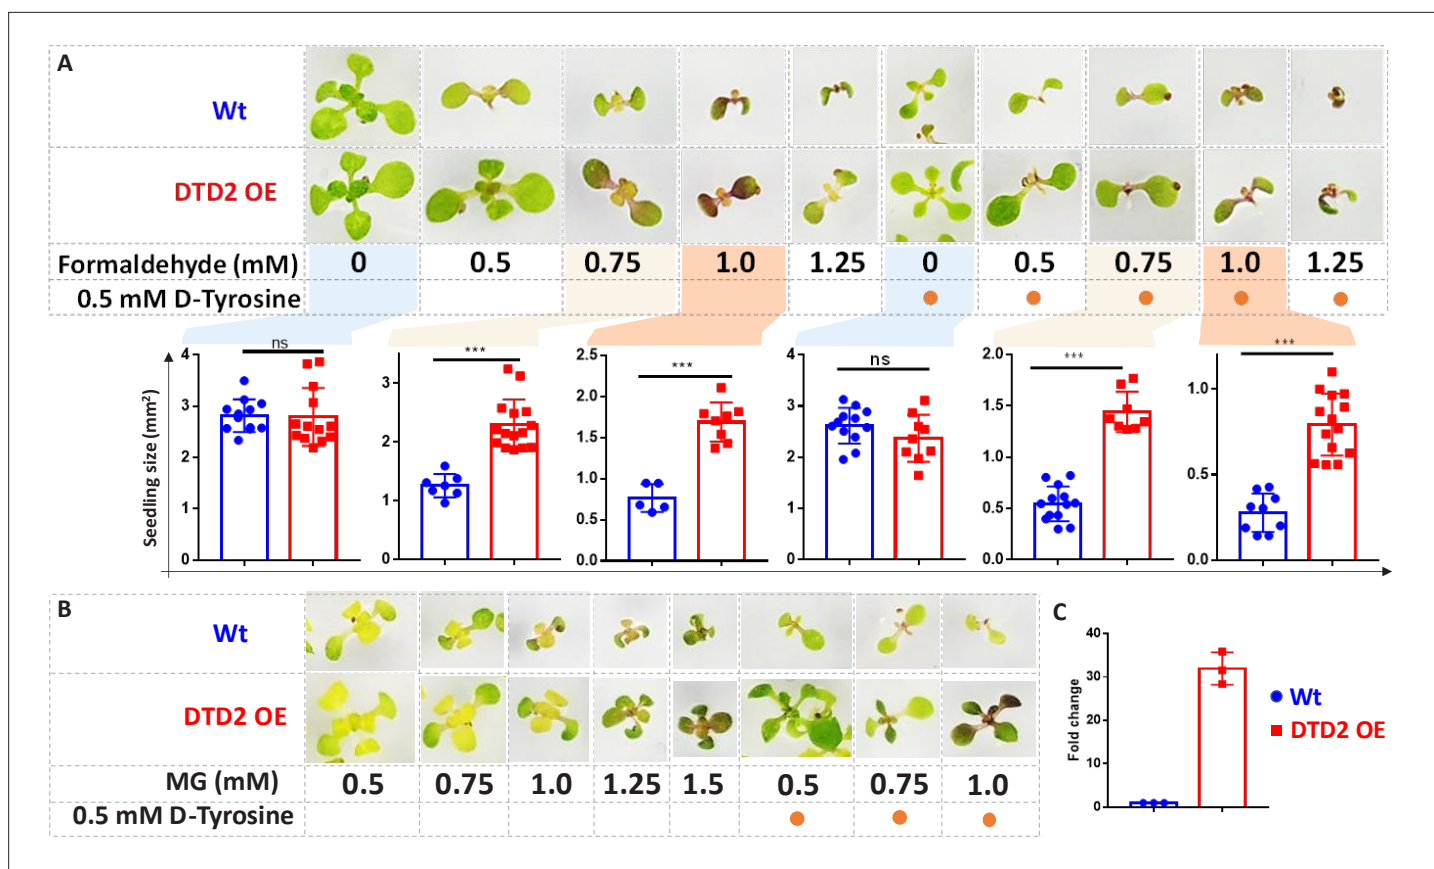 A
Wt
DTD2 OE
Formaldehyde (mM) 0 0.5 0.75 1.0 1.25 0 0.5 0.75 1.0 1.25
0.5 mM D-Tyrosine
Seedling size (mm²)
ns
4
3
2
1
0
***
3
2
1
0
***
2.5
2.0
1.5
1.0
0.5
0.0
ns
4
3
2
1
0
***
2.0
1.5
1.0
0.5
0.0
***
1.0
0.5
0.0
B
Wt
DTD2 OE
MG (mM) 0.5 0.75 1.0 1.25 1.5 0.5 0.75 1.0
0.5 mM D-Tyrosine
C
Fold change
40
30
20
10
0
Wt
DTD2 OE